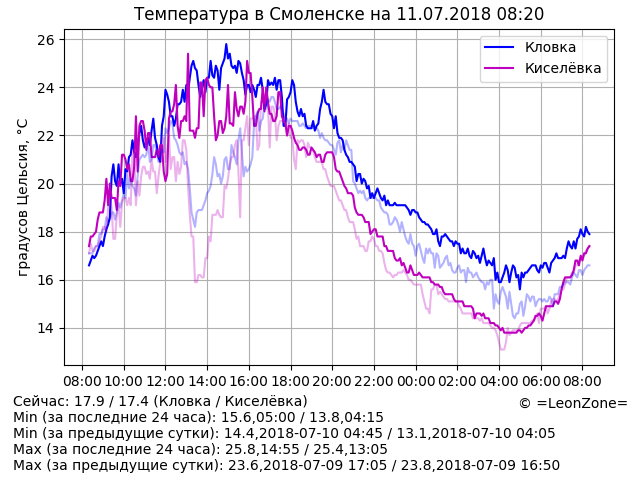 Температура в Смоленске на 11.07.2018 08:20
Кловка
Киселёвка
градусов Цельсия, °C
26
24
22
20
18
16
14
08:00 10:00 12:00 14:00 16:00 18:00 20:00 22:00 00:00 02:00 04:00 06:00 08:00
Сейчас: 17.9 / 17.4 (Кловка / Киселёвка)
© =LeonZone=
Min (за последние 24 часа): 15.6,05:00 / 13.8,04:15
Min (за предыдущие сутки): 14.4,2018-07-10 04:45 / 13.1,2018-07-10 04:05
Max (за последние 24 часа): 25.8,14:55 / 25.4,13:05
Max (за предыдущие сутки): 23.6,2018-07-09 17:05 / 23.8,2018-07-09 16:50